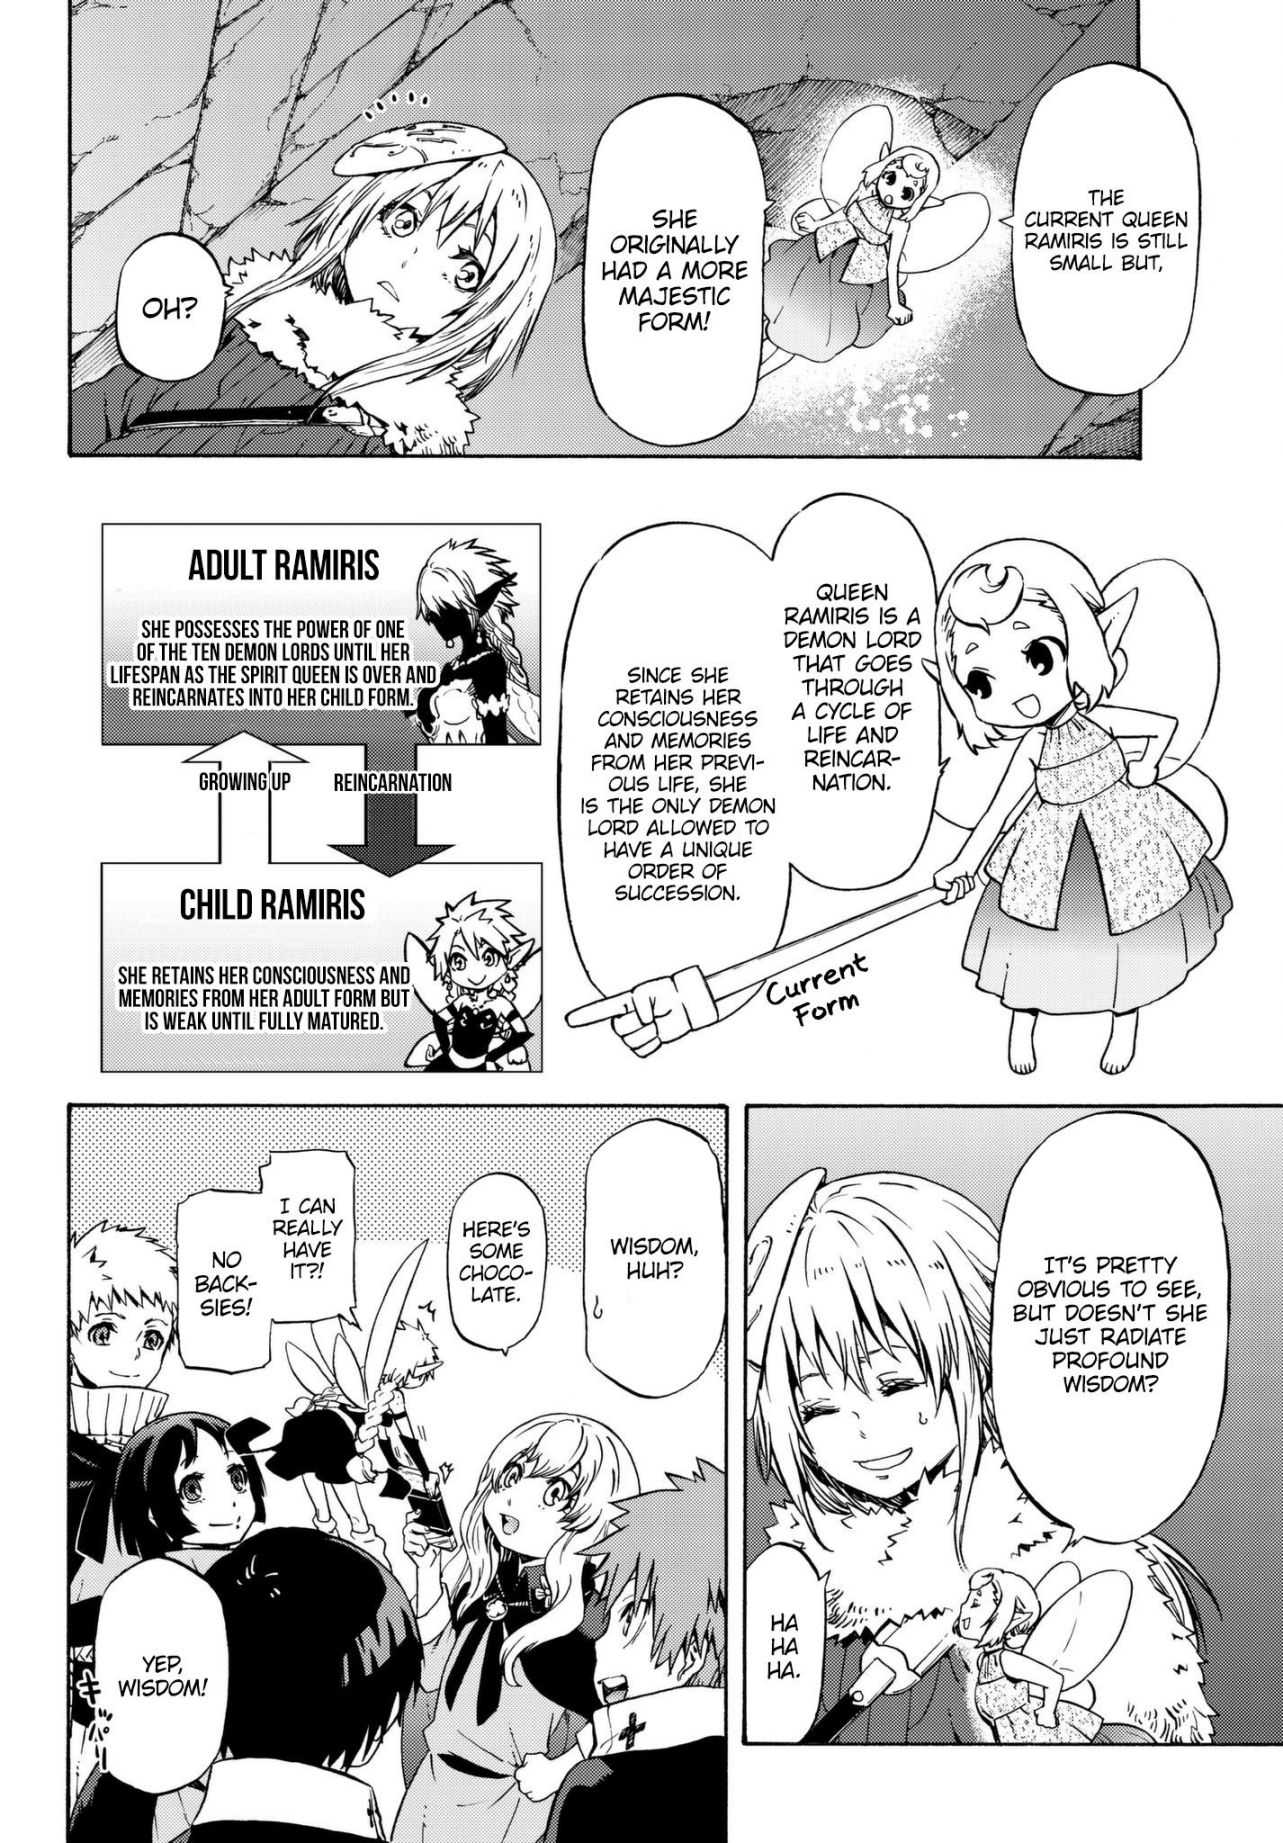 THE
CURRENT QUEEN
RAMIRIS IS STILL
SMALL BUT,
SHE
ORIGINALLY
HAD A MORE
MAJESTIC
FORM!
OH?
QUEEN
RAMIRIS IS A
DEMON LORD
THAT GOES
THROUGH
A CYCLE OF
LIFE AND
REINCAR-
NATION.
SINCE SHE
RETAINS HER
CONSCIOUSNESS
AND MEMORIES
FROM HER PREVI-
OUS LIFE, SHE
IS THE ONLY DEMON
LORD ALLOWED TO
HAVE A UNIQUE
ORDER OF
SUCCESSION.
Current
Form
ADULT RAMIRIS
SHE POSSESSES THE POWER OF ONE
OF THE TEN DEMON LORDS UNTIL HER
LIFESPAN AS THE SPIRIT QUEEN IS OVER AND
REINCARNATES INTO HER CHILD FORM.
GROWING UP
REINCARNATION
CHILD RAMIRIS
SHE RETAINS HER CONSCIOUSNESS AND
MEMORIES FROM HER ADULT FORM BUT
IS WEAK UNTIL FULLY MATURED.
IT'S PRETTY
OBVIOUS TO SEE,
BUT DOESN'T SHE
JUST RADIATE
PROFOUND
WISDOM?
HA
HA
HA.
WISDOM,
HUH?
HERE'S
SOME
CHOCO-
LATE.
I CAN
REALLY
HAVE
IT?!
NO
BACK-
SIES!
YEP,
WISDOM!
キッパリー